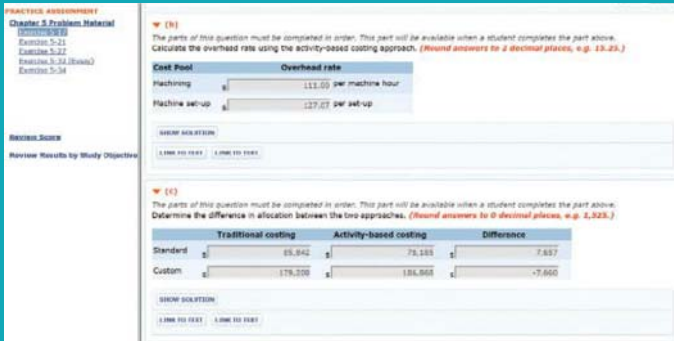 PRACTICE ASSIGNMENT
Chapter 5 Problem Material
Exercise 5-17
Exercise 5-21
Exercise 5-27
Exercise 5-32 (Essay)
Exercise 5-34
Review Score
Review Results by Study Objective
(b)
The parts of this question must be completed in order. This part will be available when a student completes the part above.
Calculate the overhead rate using the activity-based costing approach. (Round answers to 2 decimal places, e.g. 15.25.)
Cost Pool Overhead rate
Machining $ per machine hour
Machine set-up $ per set-up
SHOW SOLUTION
LINK TO TEXT LINK TO TEXT
(c)
The parts of this question must be completed in order. This part will be available when a student completes the part above.
Determine the difference in allocation between the two approaches. (Round answers to 0 decimal places, e.g. 1,525.)
Traditional costing Activity-based costing Difference
Standard $ $ $
Custom $ $ $
SHOW SOLUTION
LINK TO TEXT LINK TO TEXT